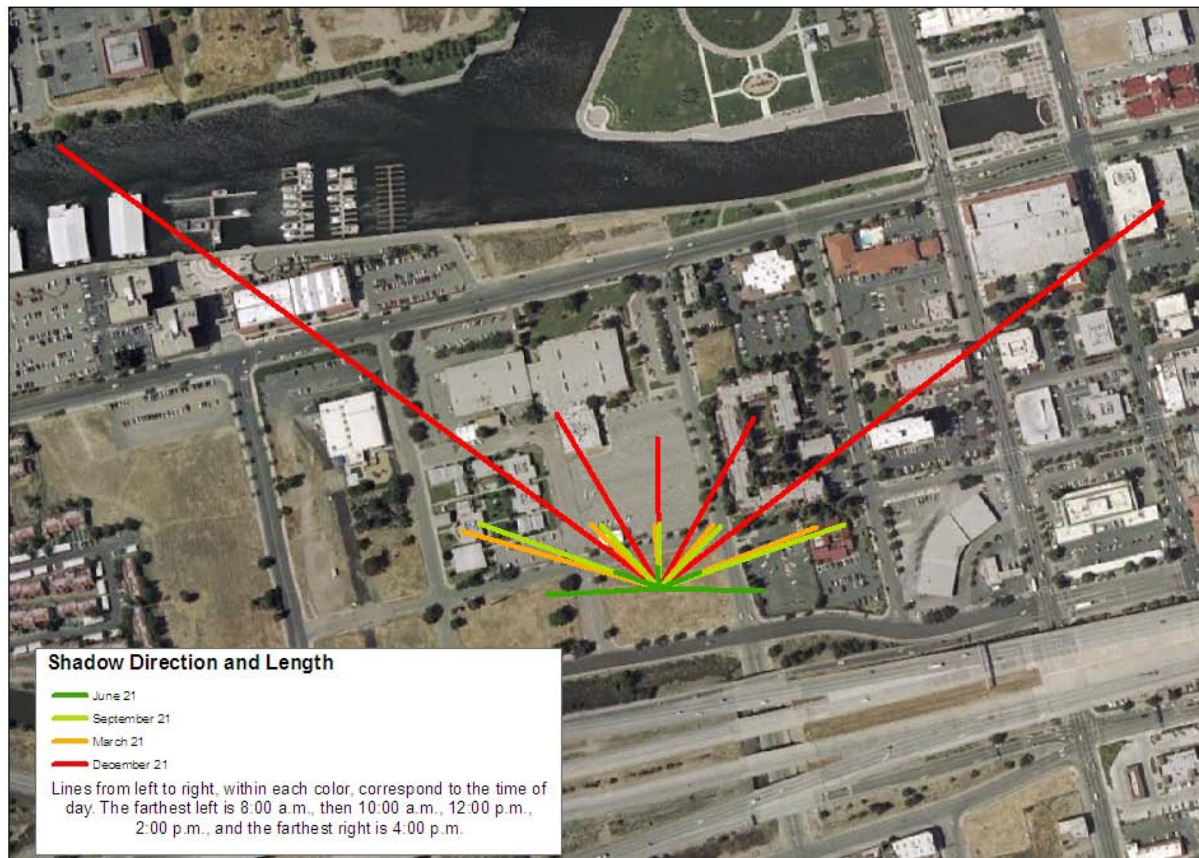 Shadow Direction and Length
June 21
September 21
March 21
December 21
Lines from left to right, within each color, correspond to the time of
day. The farthest left is 8:00 a.m., then 10:00 a.m., 12:00 p.m.,
2:00 p.m., and the farthest right is 4:00 p.m.